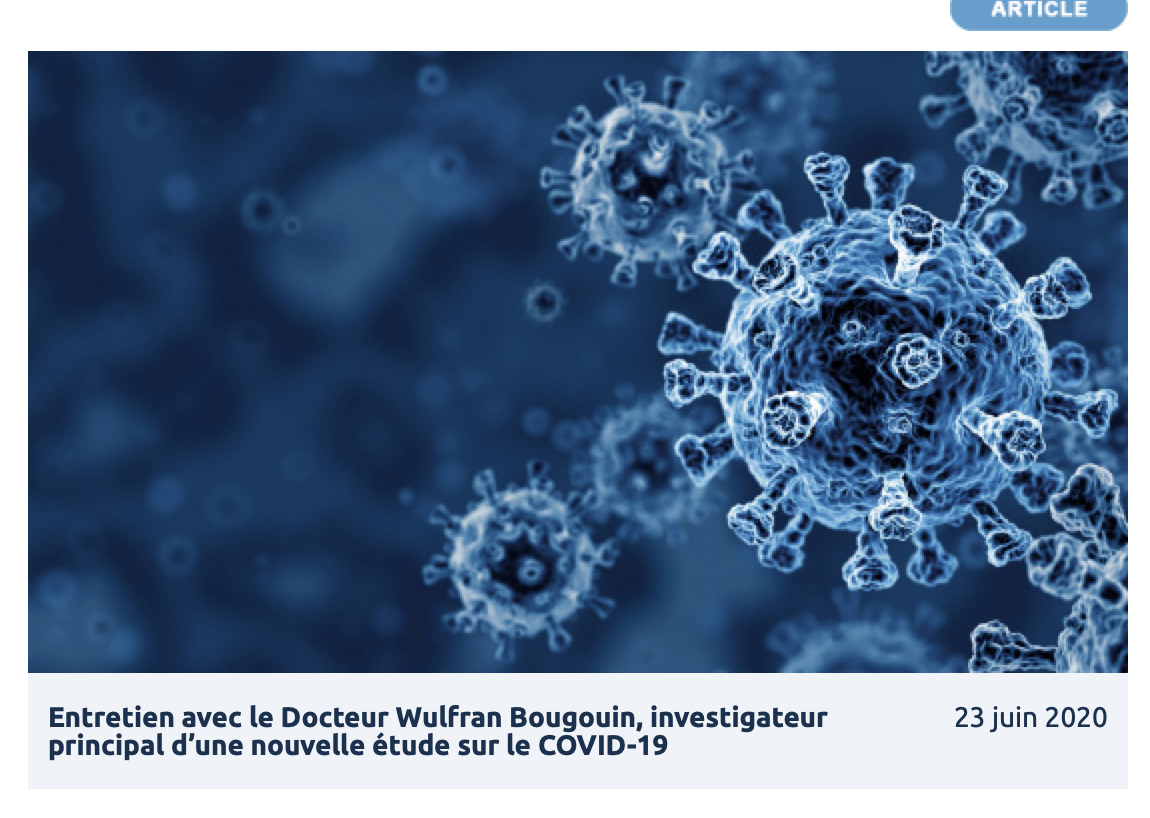 ARTICLE
Entretien avec le Docteur Wulfran Bougouin, investigateur
principal d’une nouvelle étude sur le COVID-19
23 juin 2020